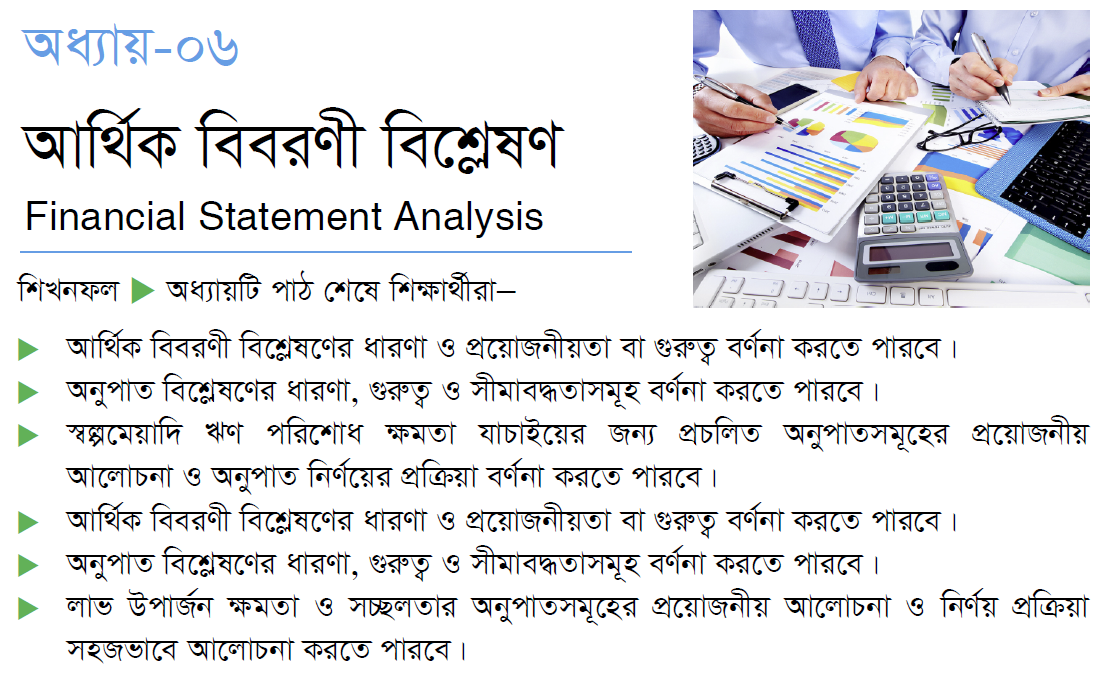 অধ্যায়-০৬
আর্থিক বিবরণী বিশ্লেষণ
Financial Statement Analysis
শিখনফল ▶ অধ্যায়টি পাঠ শেষে শিক্ষার্থীরা–
▶ আর্থিক বিবরণী বিশ্লেষণের ধারণা ও প্রয়োজনীয়তা বা গুরুত্ব বর্ণনা করতে পারবে।
▶ অনুপাত বিশ্লেষণের ধারণা, গুরুত্ব ও সীমাবদ্ধতাসমূহ বর্ণনা করতে পারবে।
▶ স্বল্পমেয়াদি ঋণ পরিশোধ ক্ষমতা যাচাইয়ের জন্য প্রচলিত অনুপাতসমূহের প্রয়োজনীয়
আলোচনা ও অনুপাত নির্ণয়ের প্রক্রিয়া বর্ণনা করতে পারবে।
▶ আর্থিক বিবরণী বিশ্লেষণের ধারণা ও প্রয়োজনীয়তা বা গুরুত্ব বর্ণনা করতে পারবে।
▶ অনুপাত বিশ্লেষণের ধারণা, গুরুত্ব ও সীমাবদ্ধতাসমূহ বর্ণনা করতে পারবে।
▶ লাভ উপার্জন ক্ষমতা ও সচ্ছলতার অনুপাতসমূহের প্রয়োজনীয় আলোচনা ও নির্ণয় প্রক্রিয়া
সহজভাবে আলোচনা করতে পারবে।